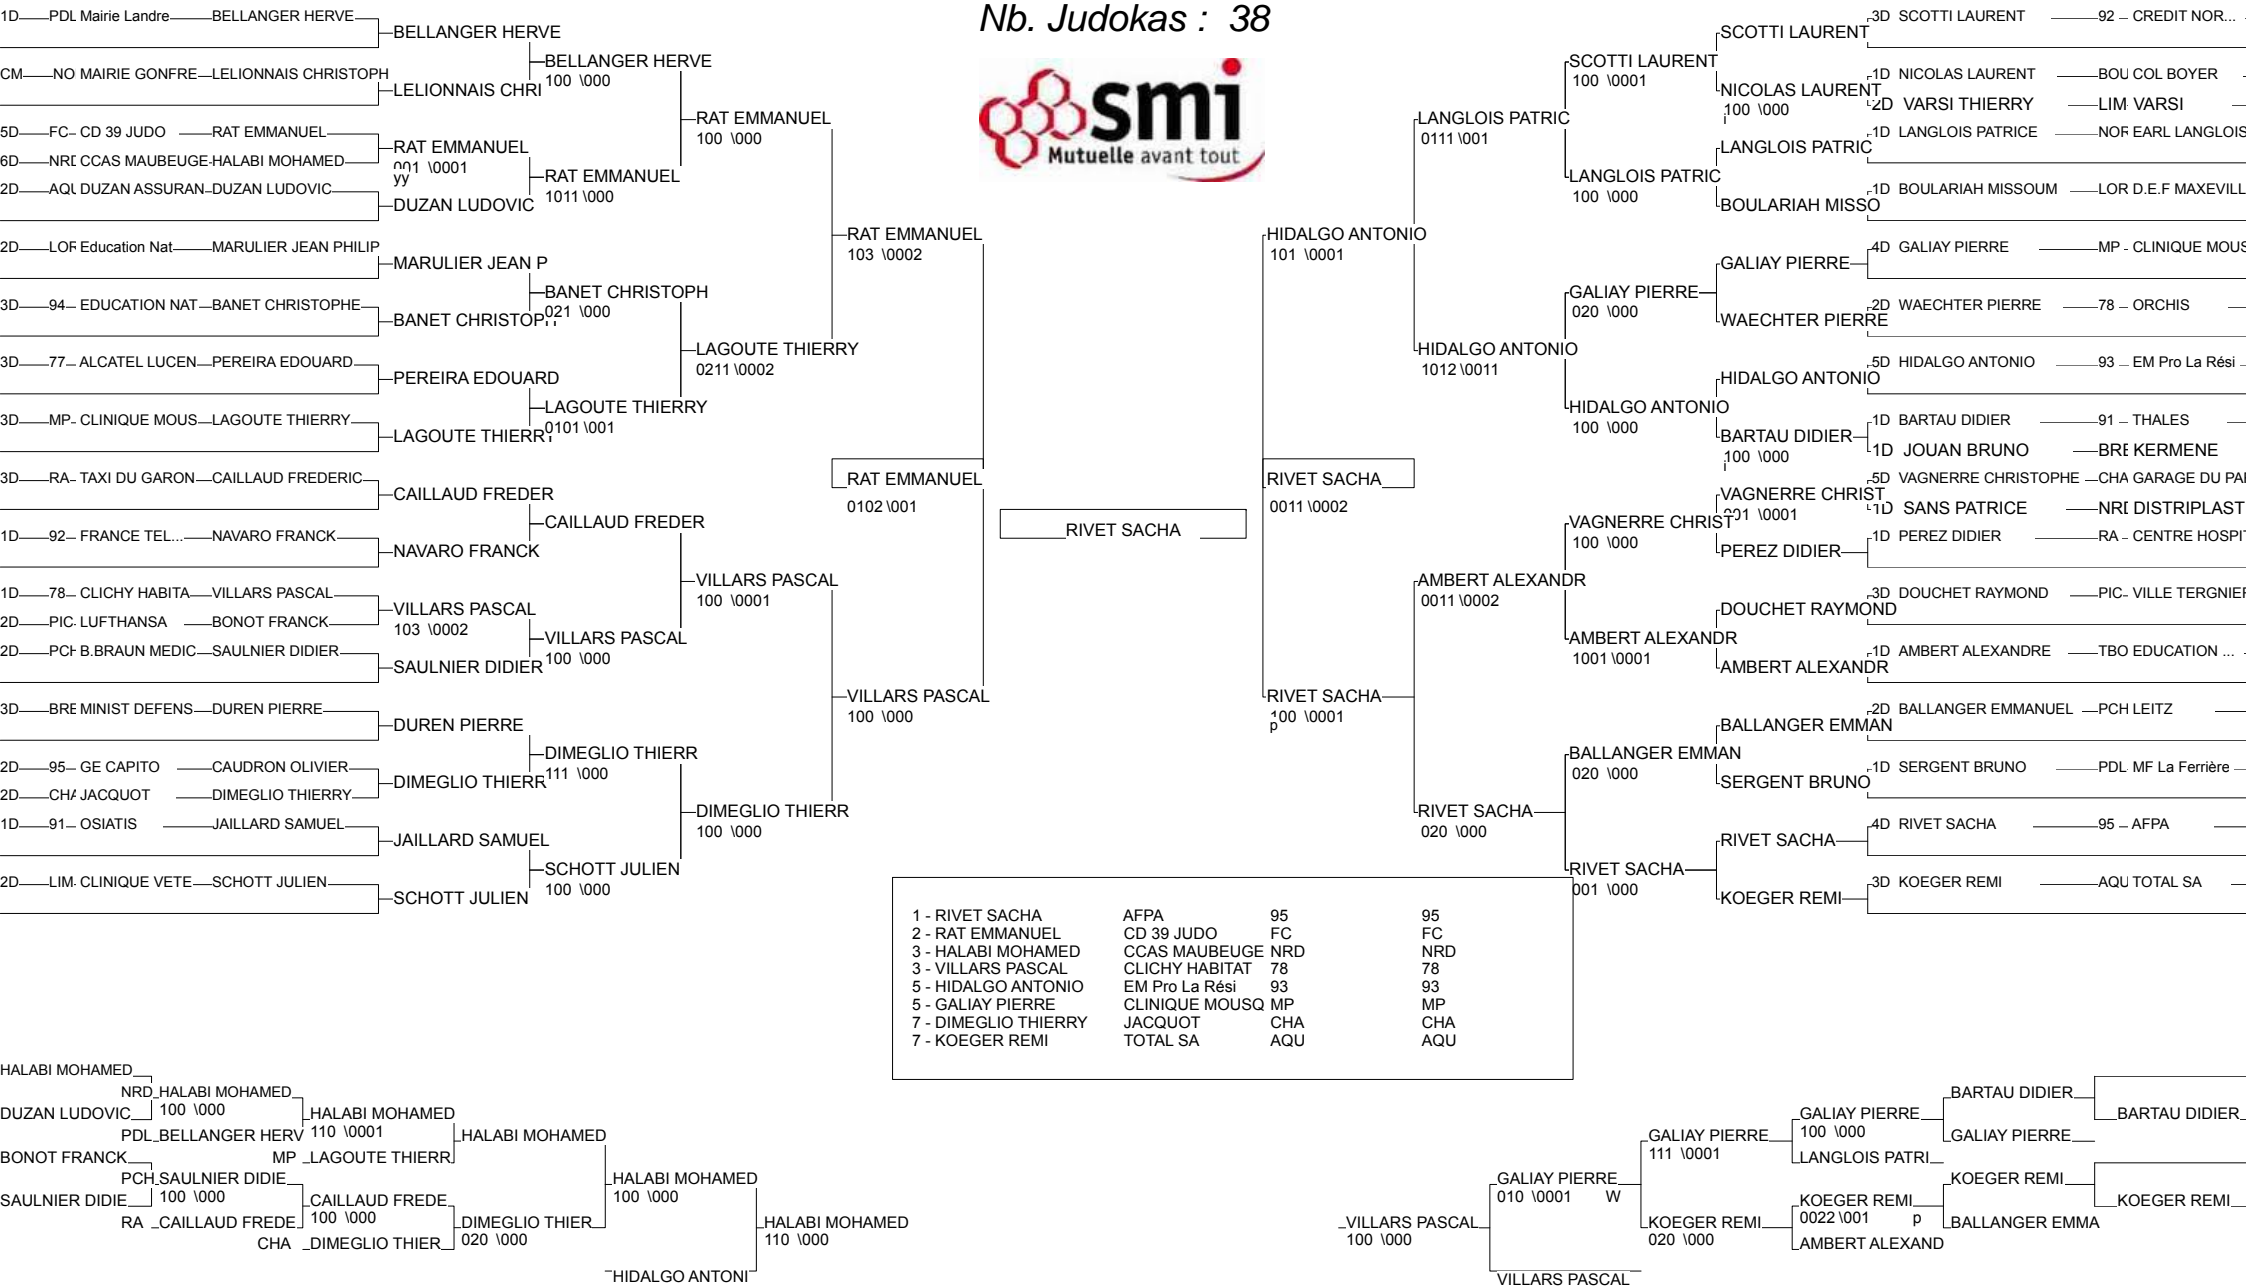 Nb. Judokas : 38
smi
Mutuelle avant tout
1D PDL Mairie Landre BELLANGER HERVE
CM NO MAIRIE GONFRE LELIONNAIS CHRISTOPH
5D FC CD 39 JUDO RAT EMMANUEL
6D NRD CCAS MAUBEUGE HALABI MOHAMED
2D AQU DUZAN ASSURAN DUZAN LUDOVIC
2D LOR Education Nat MARULIER JEAN PHILIP
3D 94 EDUCATION NAT BANET CHRISTOPHE
3D 77 ALCATEL LUCEN PEREIRA EDOUARD
3D MP CLINIQUE MOUS LAGOUTE THIERRY
3D RA TAXI DU GARON CAILLAUD FREDERIC
1D 92 FRANCE TEL... NAVARO FRANCK
1D 78 CLICHY HABITA VILLARS PASCAL
2D PIC LUFTHANSA BONOT FRANCK
2D PCH B.BRAUN MEDIC SAULNIER DIDIER
3D BRE MINIST DEFENS DUREN PIERRE
2D 95 GE CAPITO CAUDRON OLIVIER
2D CHA JACQUOT DIMEGLIO THIERRY
1D 91 OSIATIS JAILLARD SAMUEL
2D LIM CLINIQUE VETE SCHOTT JULIEN
BELLANGER HERVE
LELIONNAIS CHRI
RAT EMMANUEL
001 \0001
yy
DUZAN LUDOVIC
MARULIER JEAN P
BANET CHRISTOPH
PEREIRA EDOUARD
LAGOUTE THIERRY
CAILLAUD FREDER
NAVARO FRANCK
VILLARS PASCAL
103 \0002
SAULNIER DIDIER
DUREN PIERRE
DIMEGLIO THIERR
JAILLARD SAMUEL
SCHOTT JULIEN
BELLANGER HERVE
100 \000
RAT EMMANUEL
1011 \000
BANET CHRISTOPH
021 \000
LAGOUTE THIERRY
0101 \001
CAILLAUD FREDER
VILLARS PASCAL
100 \000
DIMEGLIO THIERR
111 \000
SCHOTT JULIEN
100 \000
RAT EMMANUEL
100 \000
LAGOUTE THIERRY
0211 \0002
VILLARS PASCAL
100 \0001
DIMEGLIO THIERR
100 \000
RAT EMMANUEL
103 \0002
RAT EMMANUEL
0102 \001
VILLARS PASCAL
100 \000
RIVET SACHA
HIDALGO ANTONIO
101 \0001
RIVET SACHA
0011 \0002
RIVET SACHA
100 \0001
p
LANGLOIS PATRIC
0111 \001
HIDALGO ANTONIO
1012 \0011
AMBERT ALEXANDR
0011 \0002
RIVET SACHA
020 \000
SCOTTI LAURENT
100 \0001
LANGLOIS PATRIC
100 \000
GALIAY PIERRE
020 \000
HIDALGO ANTONIO
100 \000
VAGNERRE CHRIST
100 \000
AMBERT ALEXANDR
1001 \0001
BALLANGER EMMAN
020 \000
RIVET SACHA
001 \000
SCOTTI LAURENT
NICOLAS LAURENT
100 \000
i
LANGLOIS PATRIC
BOULARIAH MISSO
GALIAY PIERRE
WAECHTER PIERRE
HIDALGO ANTONIO
BARTAU DIDIER
100 \000
i
VAGNERRE CHRIST
001 \0001
PEREZ DIDIER
DOUCHET RAYMOND
AMBERT ALEXANDR
BALLANGER EMMAN
SERGENT BRUNO
RIVET SACHA
KOEGER REMI
3D SCOTTI LAURENT 92 CREDIT NOR...
1D NICOLAS LAURENT BOU COL BOYER
2D VARSI THIERRY LIM VARSI
1D LANGLOIS PATRICE NOR EARL LANGLOIS
1D BOULARIAH MISSOUM LOR D.E.F MAXEVILL
4D GALIAY PIERRE MP CLINIQUE MOUS
2D WAECHTER PIERRE 78 ORCHIS
5D HIDALGO ANTONIO 93 EM Pro La Rési
1D BARTAU DIDIER 91 THALES
1D JOUAN BRUNO BRE KERMENE
5D VAGNERRE CHRISTOPHE CHA GARAGE DU PA
1D SANS PATRICE NRD DISTRIPLAST
1D PEREZ DIDIER RA CENTRE HOSPIT
3D DOUCHET RAYMOND PIC VILLE TERGNIER
1D AMBERT ALEXANDRE TBO EDUCATION ...
2D BALLANGER EMMANUEL PCH LEITZ
1D SERGENT BRUNO PDL MF La Ferrière
4D RIVET SACHA 95 AFPA
3D KOEGER REMI AQU TOTAL SA
1 - RIVET SACHA AFPA 95 95
2 - RAT EMMANUEL CD 39 JUDO FC FC
3 - HALABI MOHAMED CCAS MAUBEUGE NRD NRD
3 - VILLARS PASCAL CLICHY HABITAT 78 78
5 - HIDALGO ANTONIO EM Pro La Rési 93 93
5 - GALIAY PIERRE CLINIQUE MOUSQ MP MP
7 - DIMEGLIO THIERRY JACQUOT CHA CHA
7 - KOEGER REMI TOTAL SA AQU AQU
HALABI MOHAMED
DUZAN LUDOVIC
BONOT FRANCK
SAULNIER DIDIE
NRD HALABI MOHAMED
100 \000
PDL BELLANGER HERV
PCH SAULNIER DIDIE
100 \000
RA CAILLAUD FREDE
HALABI MOHAMED
110 \0001
MP LAGOUTE THIERR
CAILLAUD FREDE
100 \000
CHA DIMEGLIO THIER
HALABI MOHAMED
DIMEGLIO THIER
020 \000
HALABI MOHAMED
100 \000
HIDALGO ANTONI
HALABI MOHAMED
110 \000
VILLARS PASCAL
100 \000
GALIAY PIERRE
010 \0001 W
VILLARS PASCAL
GALIAY PIERRE
111 \0001
KOEGER REMI
020 \000
GALIAY PIERRE
100 \000
LANGLOIS PATRI
KOEGER REMI
0022 \001 p
AMBERT ALEXAND
BARTAU DIDIER
GALIAY PIERRE
KOEGER REMI
BALLANGER EMMA
BARTAU DIDIER
KOEGER REMI